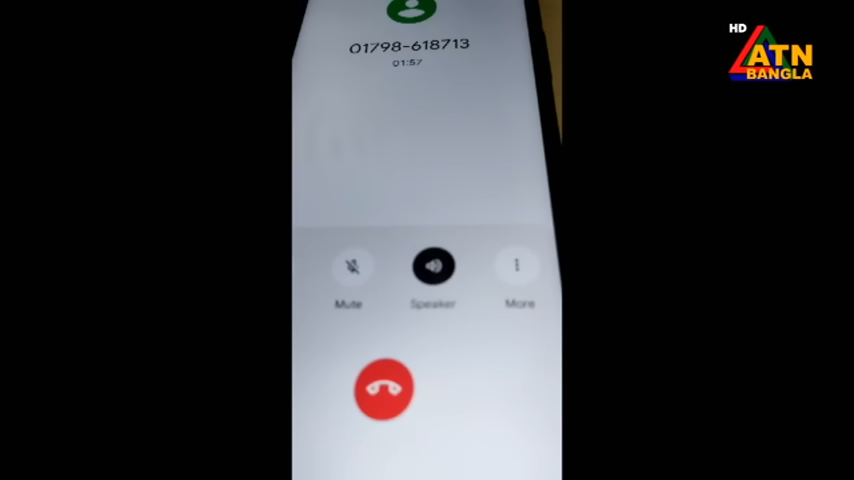 HD
ATN
BANGLA
01798-618713
01:57
Mute
Speaker
More